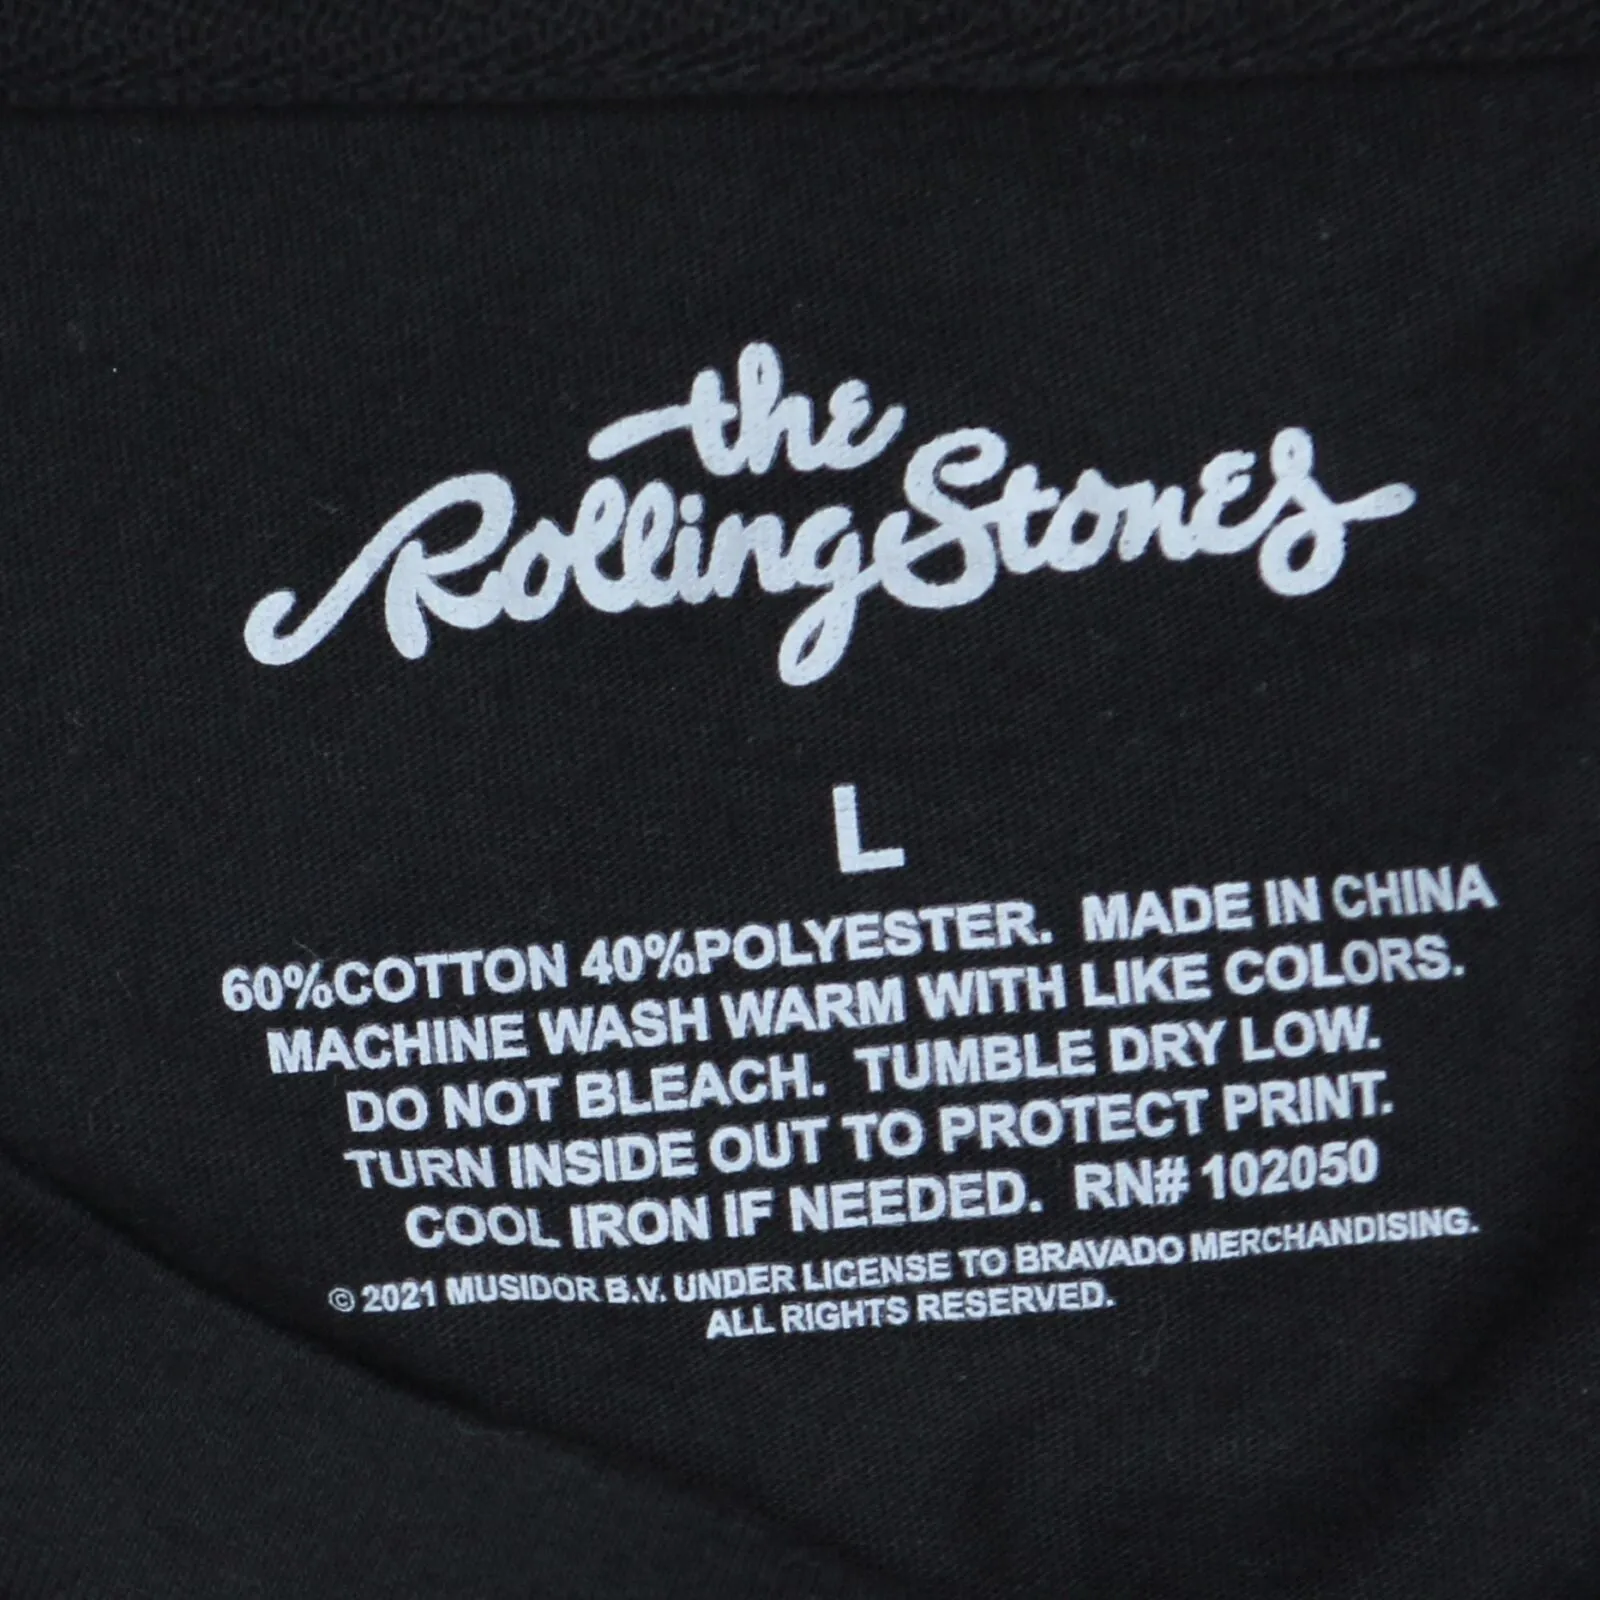 the
Rolling Stones
L
60%COTTON 40%POLYESTER. MADE IN CHINA
MACHINE WASH WARM WITH LIKE COLORS.
DO NOT BLEACH. TUMBLE DRY LOW.
TURN INSIDE OUT TO PROTECT PRINT.
COOL IRON IF NEEDED. RN# 102050
© 2021 MUSIDOR B.V. UNDER LICENSE TO BRAVADO MERCHANDISING.
ALL RIGHTS RESERVED.